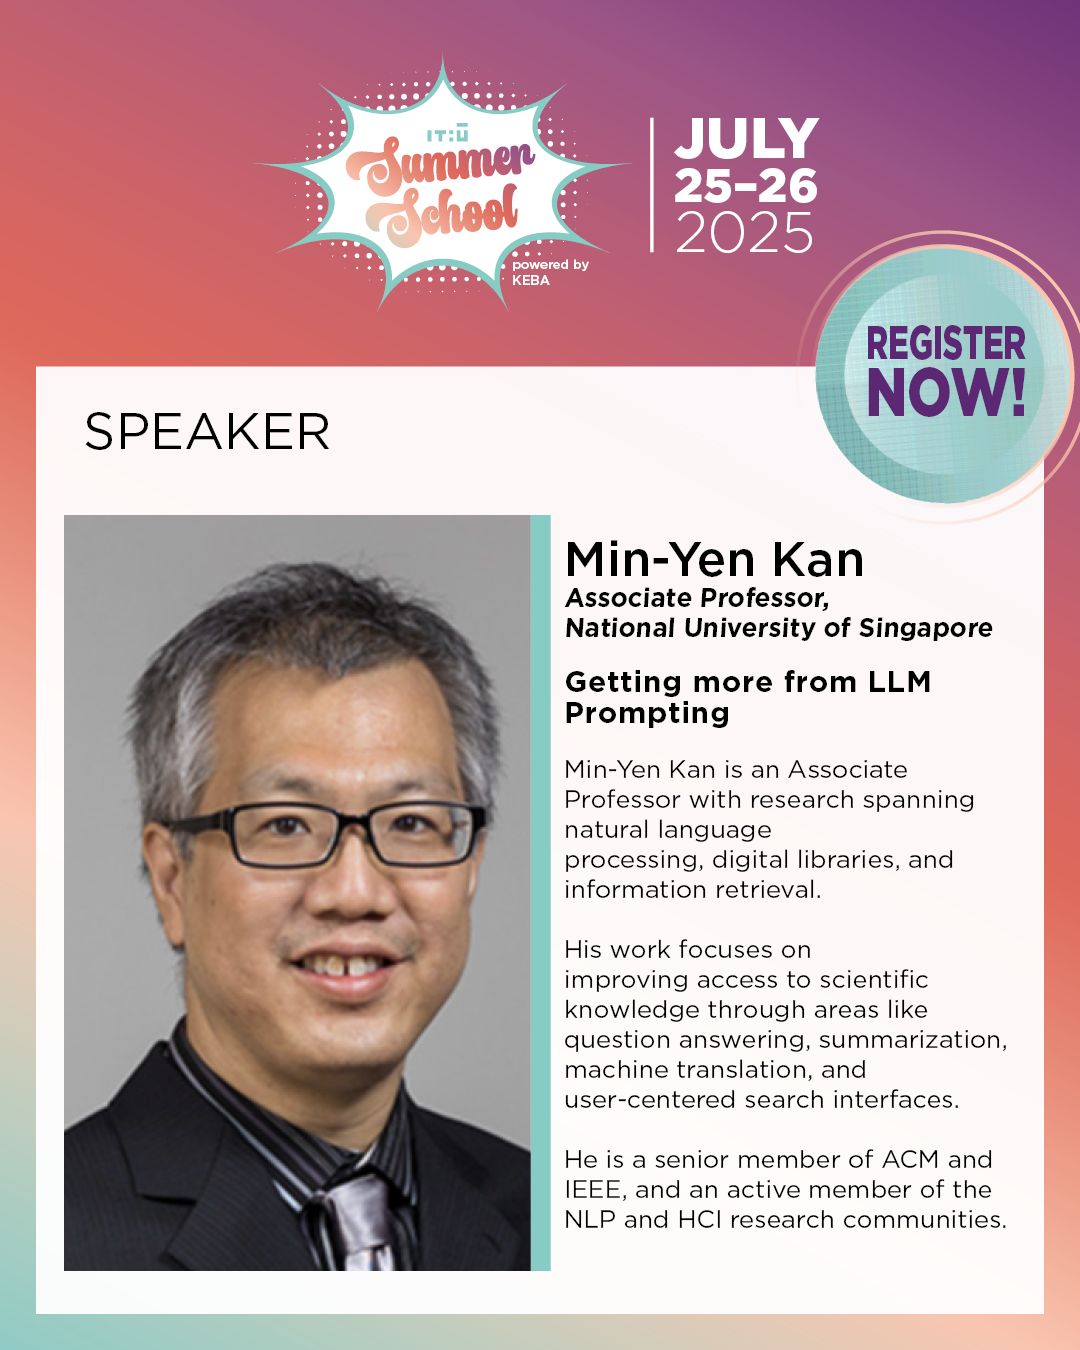 IT:Ū
Summer
School
powered by
KEBA
JULY
25–26
2025
REGISTER
NOW!
SPEAKER
Min-Yen Kan
Associate Professor,
National University of Singapore
Getting more from LLM
Prompting
Min-Yen Kan is an Associate
Professor with research spanning
natural language
processing, digital libraries, and
information retrieval.
His work focuses on
improving access to scientific
knowledge through areas like
question answering, summarization,
machine translation, and
user-centered search interfaces.
He is a senior member of ACM and
IEEE, and an active member of the
NLP and HCI research communities.